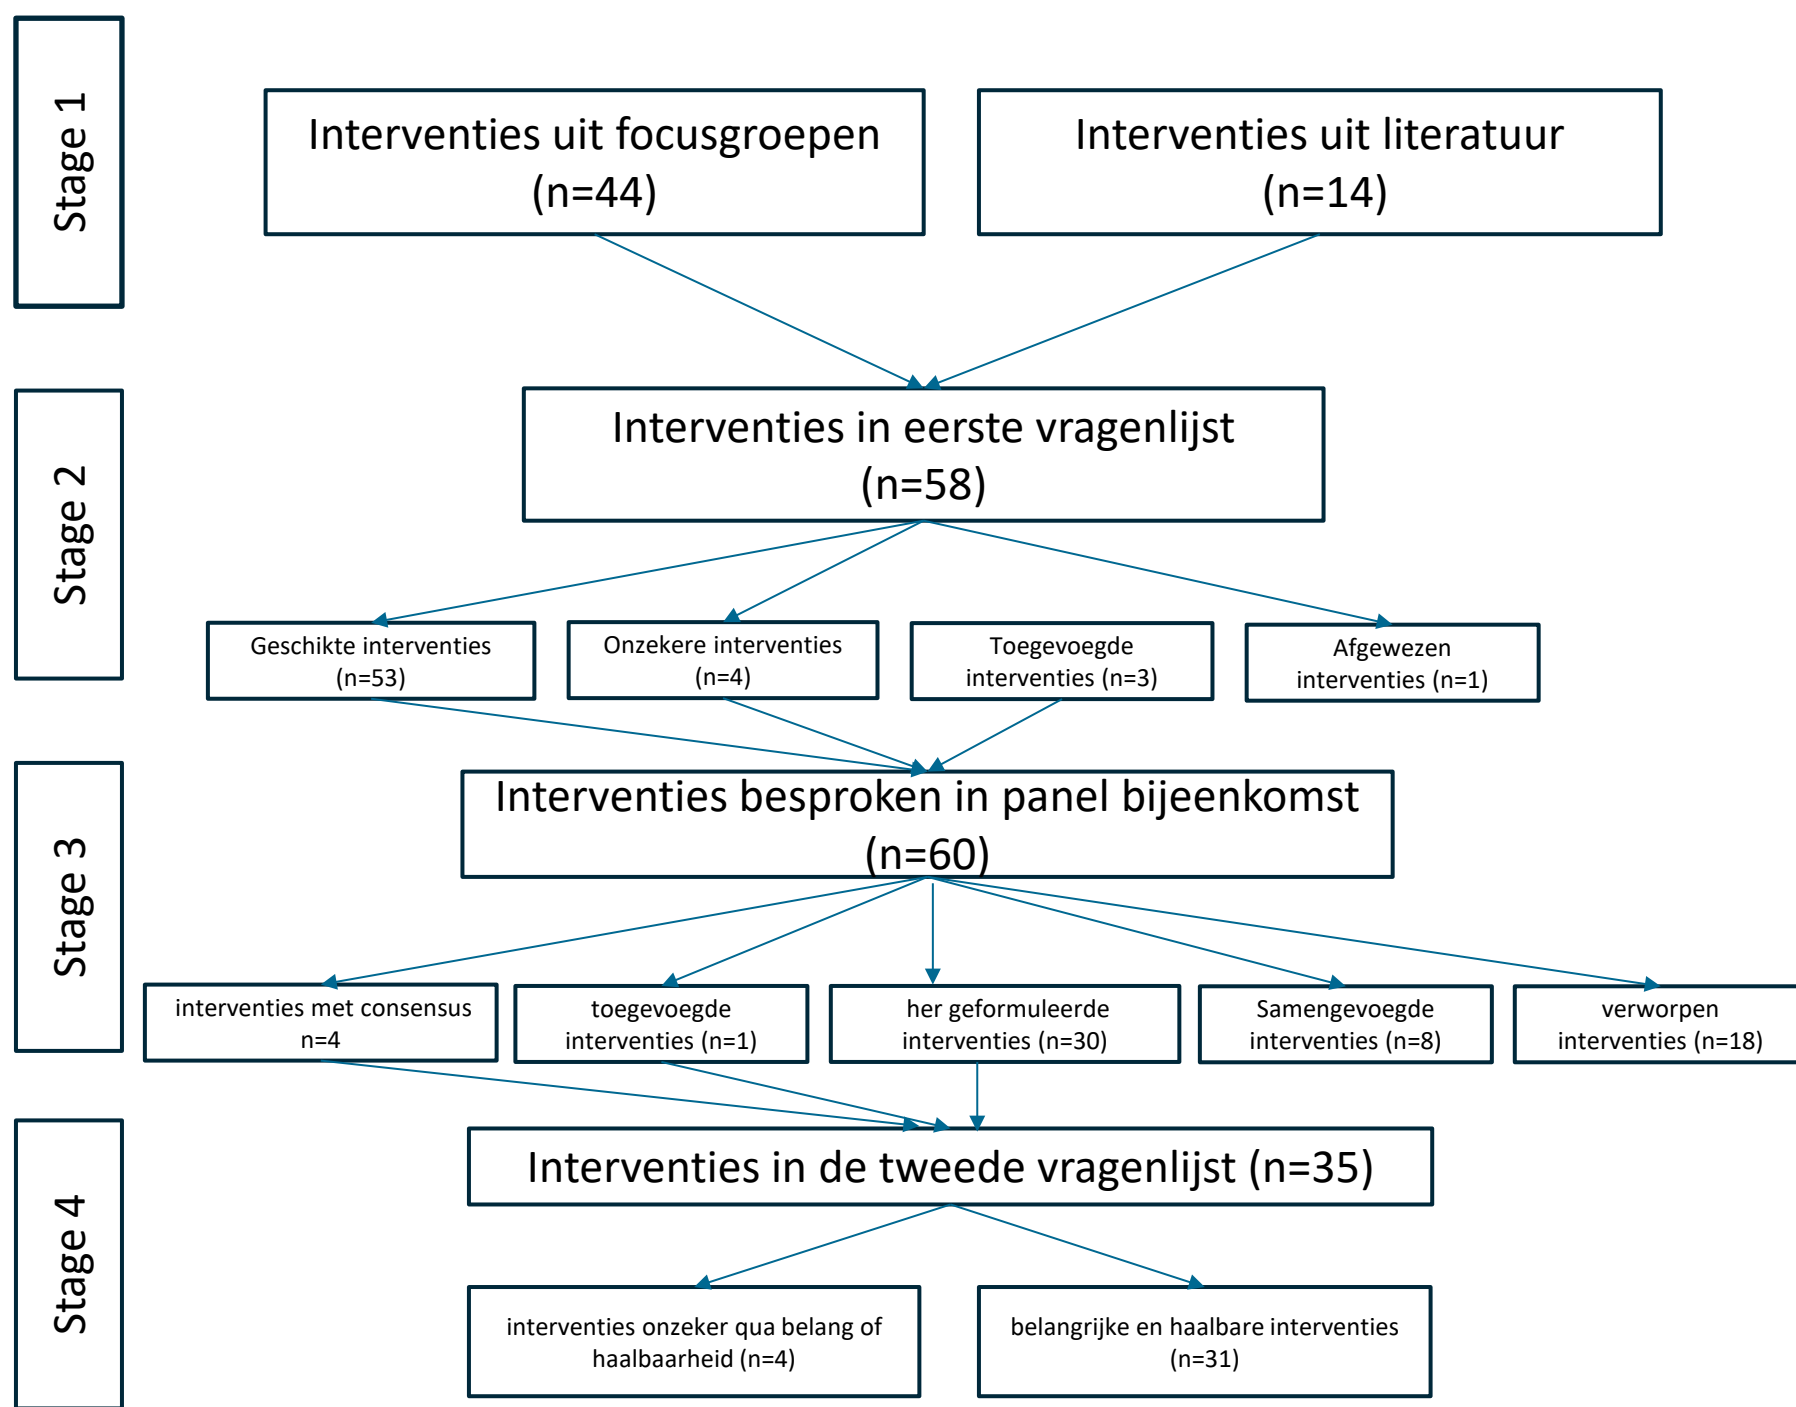 Stage 1
Interventies uit focusgroepen
(n=44)
Interventies uit literatuur
(n=14)
Stage 2
Interventies in eerste vragenlijst
(n=58)
Geschikte interventies
(n=53)
Onzekere interventies
(n=4)
Toegevoegde
interventies (n=3)
Afgewezen
interventies (n=1)
Stage 3
Interventies besproken in panel bijeenkomst
(n=60)
interventies met consensus
n=4
toegevoegde
interventies (n=1)
her geformuleerde
interventies (n=30)
Samengevoegde
interventies (n=8)
verworpen
interventies (n=18)
Stage 4
Interventies in de tweede vragenlijst (n=35)
interventies onzeker qua belang of
haalbaarheid (n=4)
belangrijke en haalbare interventies
(n=31)